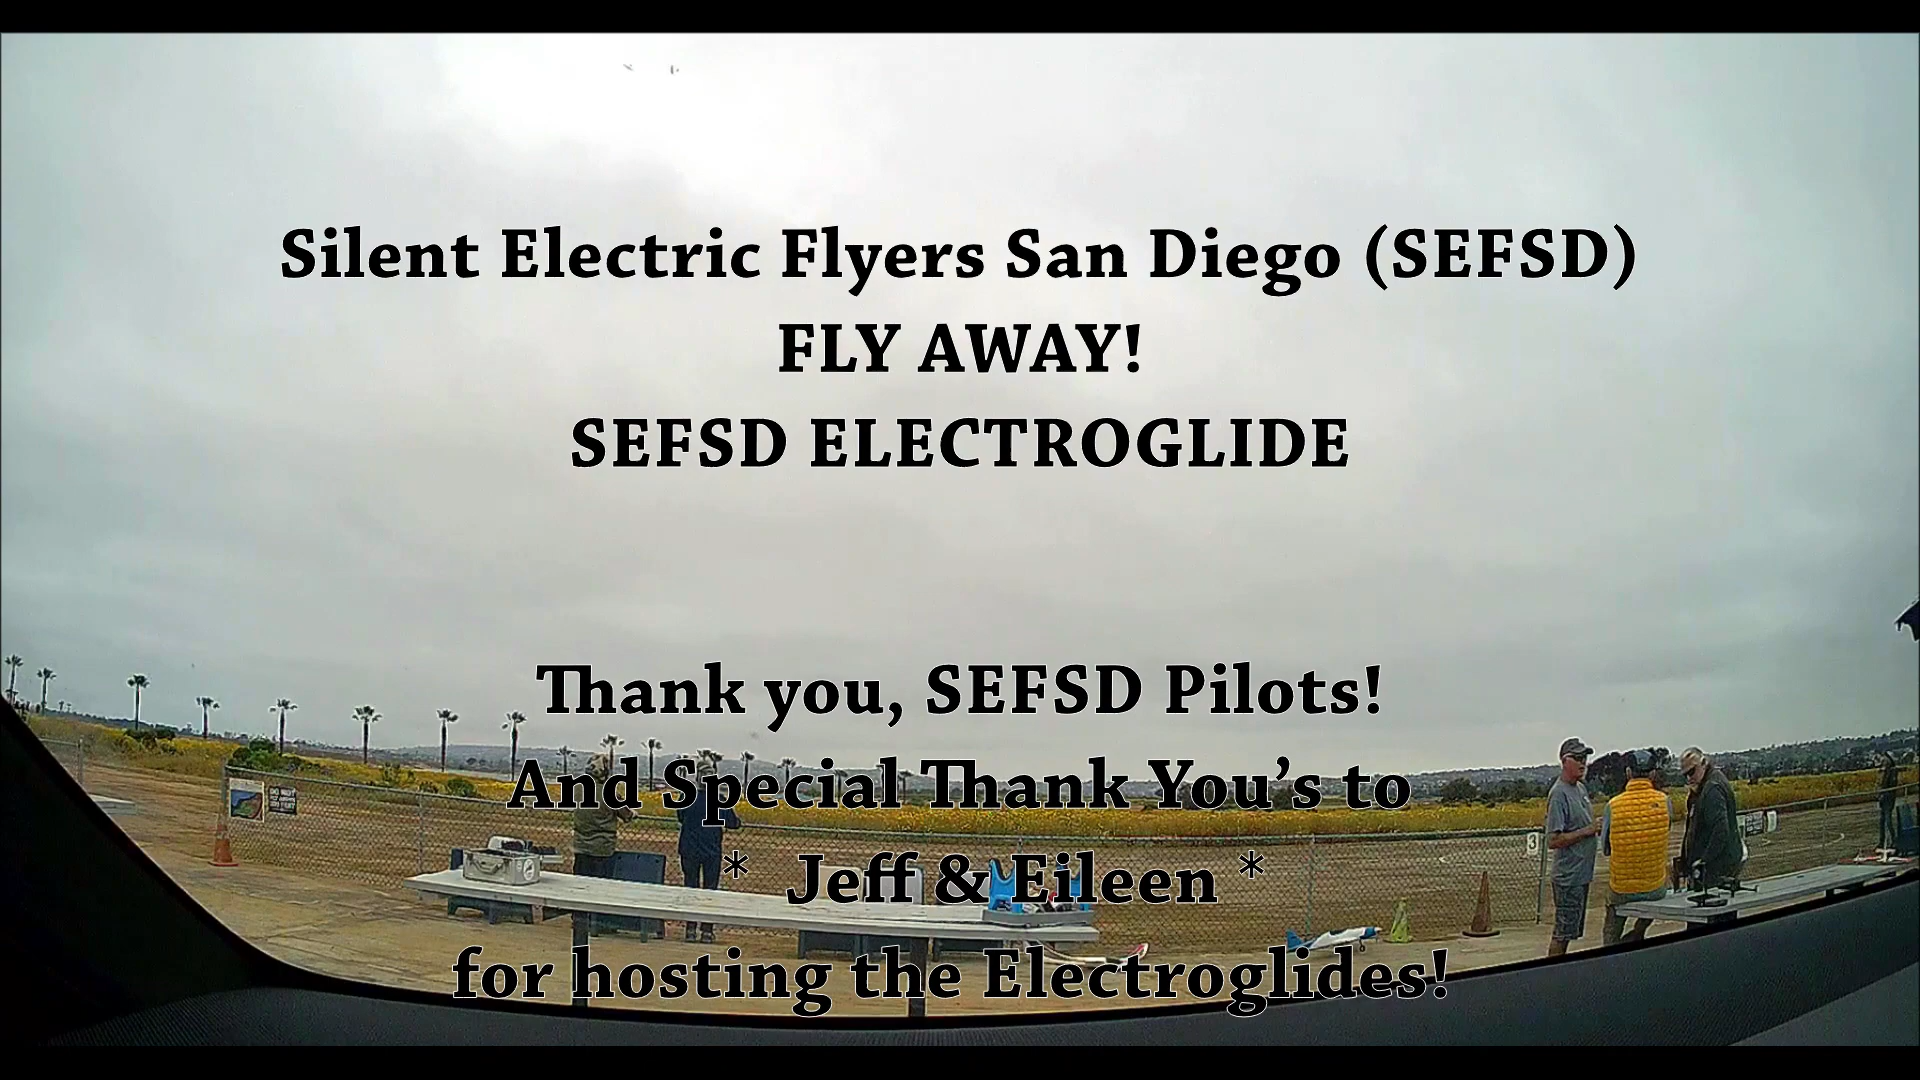 Silent Electric Flyers San Diego (SEFSD)
FLY AWAY!
SEFSD ELECTROGLIDE
Thank you, SEFSD Pilots!
And Special Thank You’s to
* Jeff & Eileen *
for hosting the Electroglides!
3